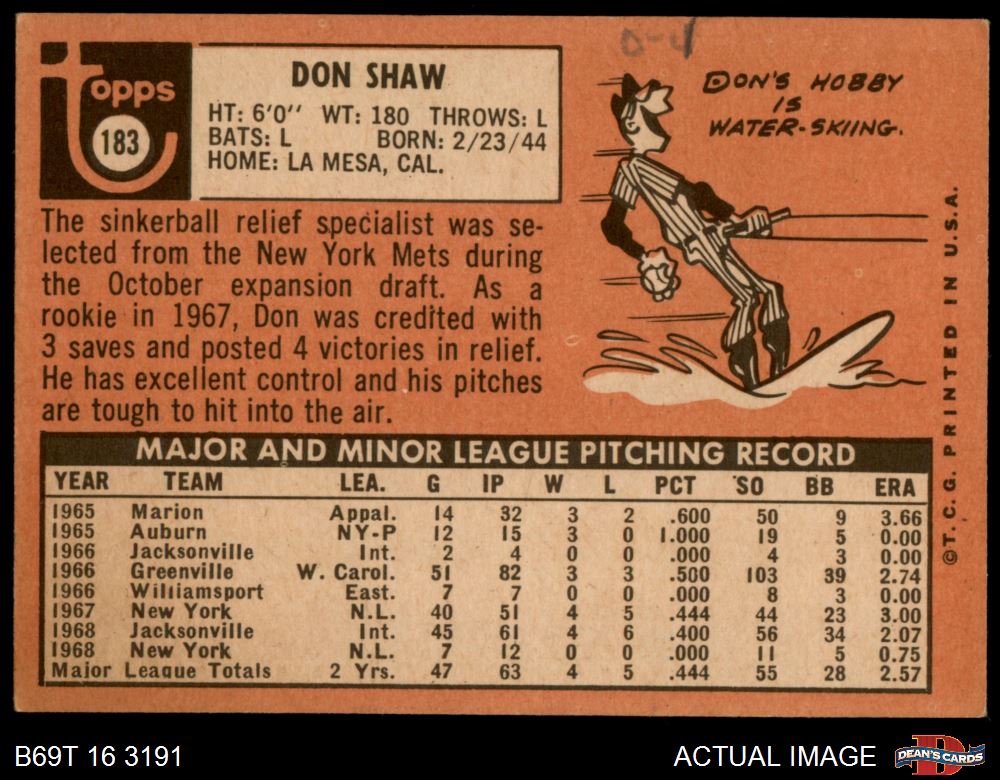 D-4
Topps
183
DON SHAW
HT: 6'0" WT: 180 THROWS: L
BATS: L BORN: 2/23/44
HOME: LA MESA, CAL.
DON'S HOBBY
IS
WATER-SKIING.
The sinkerball relief specialist was se-
lected from the New York Mets during
the October expansion draft. As a
rookie in 1967, Don was credited with
3 saves and posted 4 victories in relief.
He has excellent control and his pitches
are tough to hit into the air.
MAJOR AND MINOR LEAGUE PITCHING RECORD
YEAR TEAM LEA. G IP W L PCT SO BB ERA
1965 Marion Appal. 14 32 3 2 .600 50 9 3.66
1965 Auburn NY-P 12 15 3 0 1.000 19 5 0.00
1966 Jacksonville Int. 2 4 0 0 .000 4 3 0.00
1966 Greenville W. Carol. 51 82 3 3 .500 103 39 2.74
1966 Williamsport East. 7 7 0 0 .000 8 3 0.00
1967 New York N.L. 40 51 4 5 .444 44 23 3.00
1968 Jacksonville Int. 45 61 4 6 .400 56 34 2.07
1968 New York N.L. 7 12 0 0 .000 11 5 0.75
Major League Totals 2 Yrs. 47 63 4 5 .444 55 28 2.57
©T.C.G. PRINTED IN U.S.A.
B69T 16 3191
ACTUAL IMAGE
DEAN'S CARDS